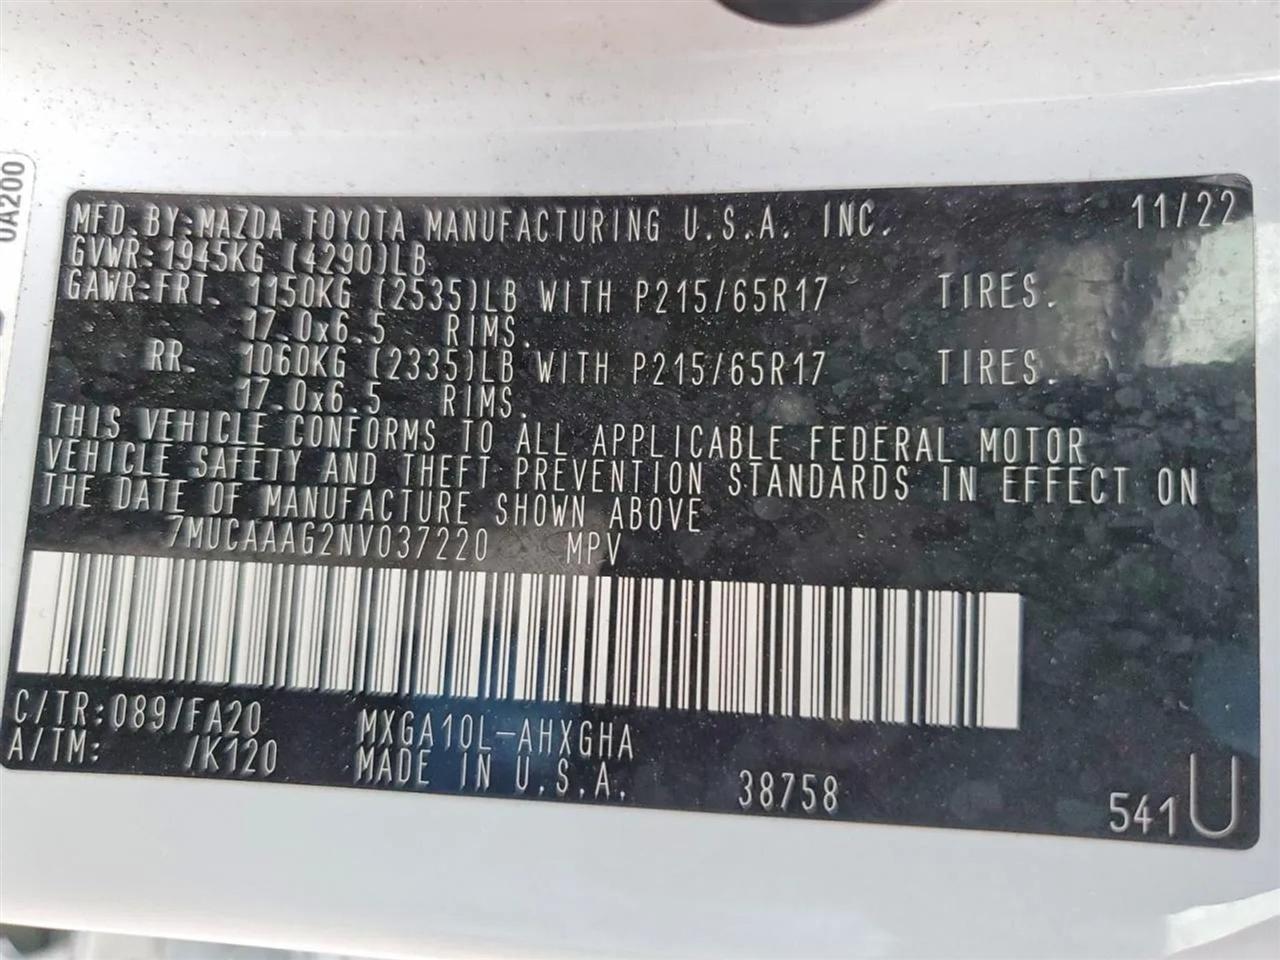 0A200
MFD.BY:MAZDA TOYOTA MANUFACTURING U.S.A. INC. 11/22
GVWR:1945KG (4290)LB
GAWR:FRT. 1150KG (2535)LB WITH P215/65R17 TIRES.
17.0x6.5 RIMS.
RR. 1060KG (2335)LB WITH P215/65R17 TIRES.
17.0x6.5 RIMS.
THIS VEHICLE CONFORMS TO ALL APPLICABLE FEDERAL MOTOR
VEHICLE SAFETY AND THEFT PREVENTION STANDARDS IN EFFECT ON
THE DATE OF MANUFACTURE SHOWN ABOVE
7MUCAAAG2NV037220 MPV
C/TR:089/FA20 MXGA10L-AHXGHA
A/TM: /K120 MADE IN U.S.A. 38758 541U